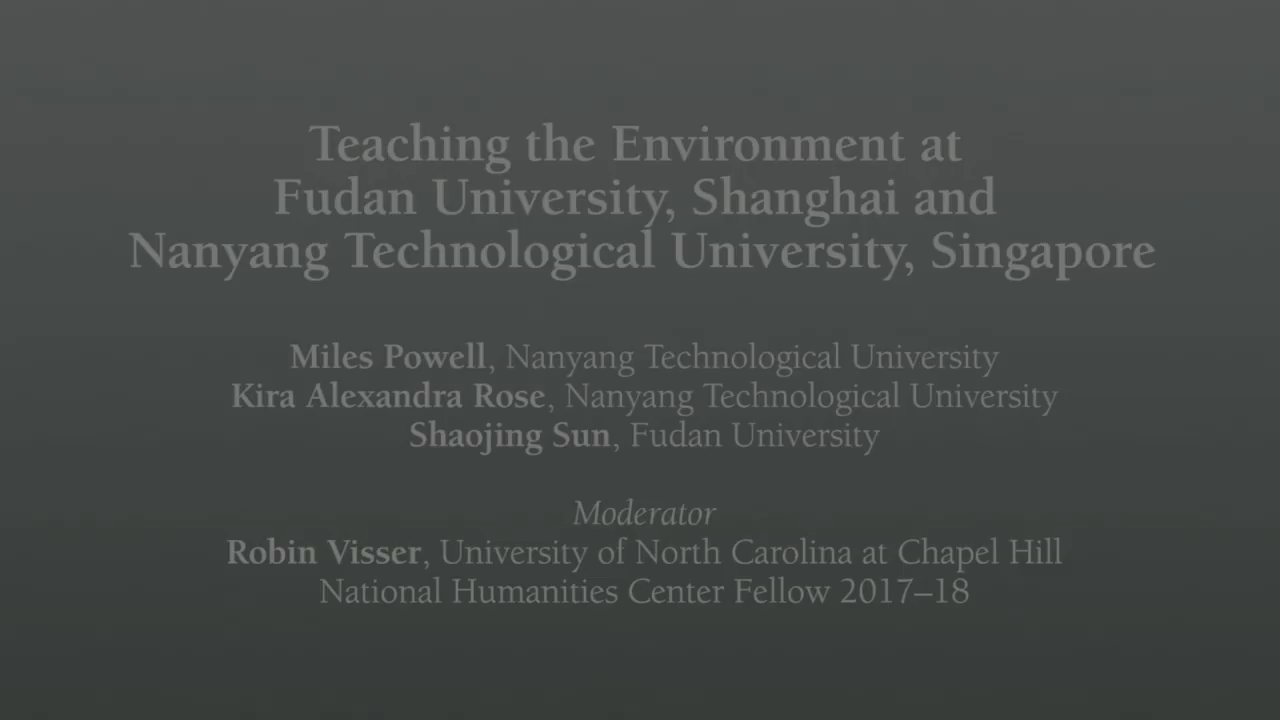 Teaching the Environment at
Fudan University, Shanghai and
Nanyang Technological University, Singapore
Miles Powell, Nanyang Technological University
Kira Alexandra Rose, Nanyang Technological University
Shaojing Sun, Fudan University
Moderator
Robin Visser, University of North Carolina at Chapel Hill
National Humanities Center Fellow 2017–18